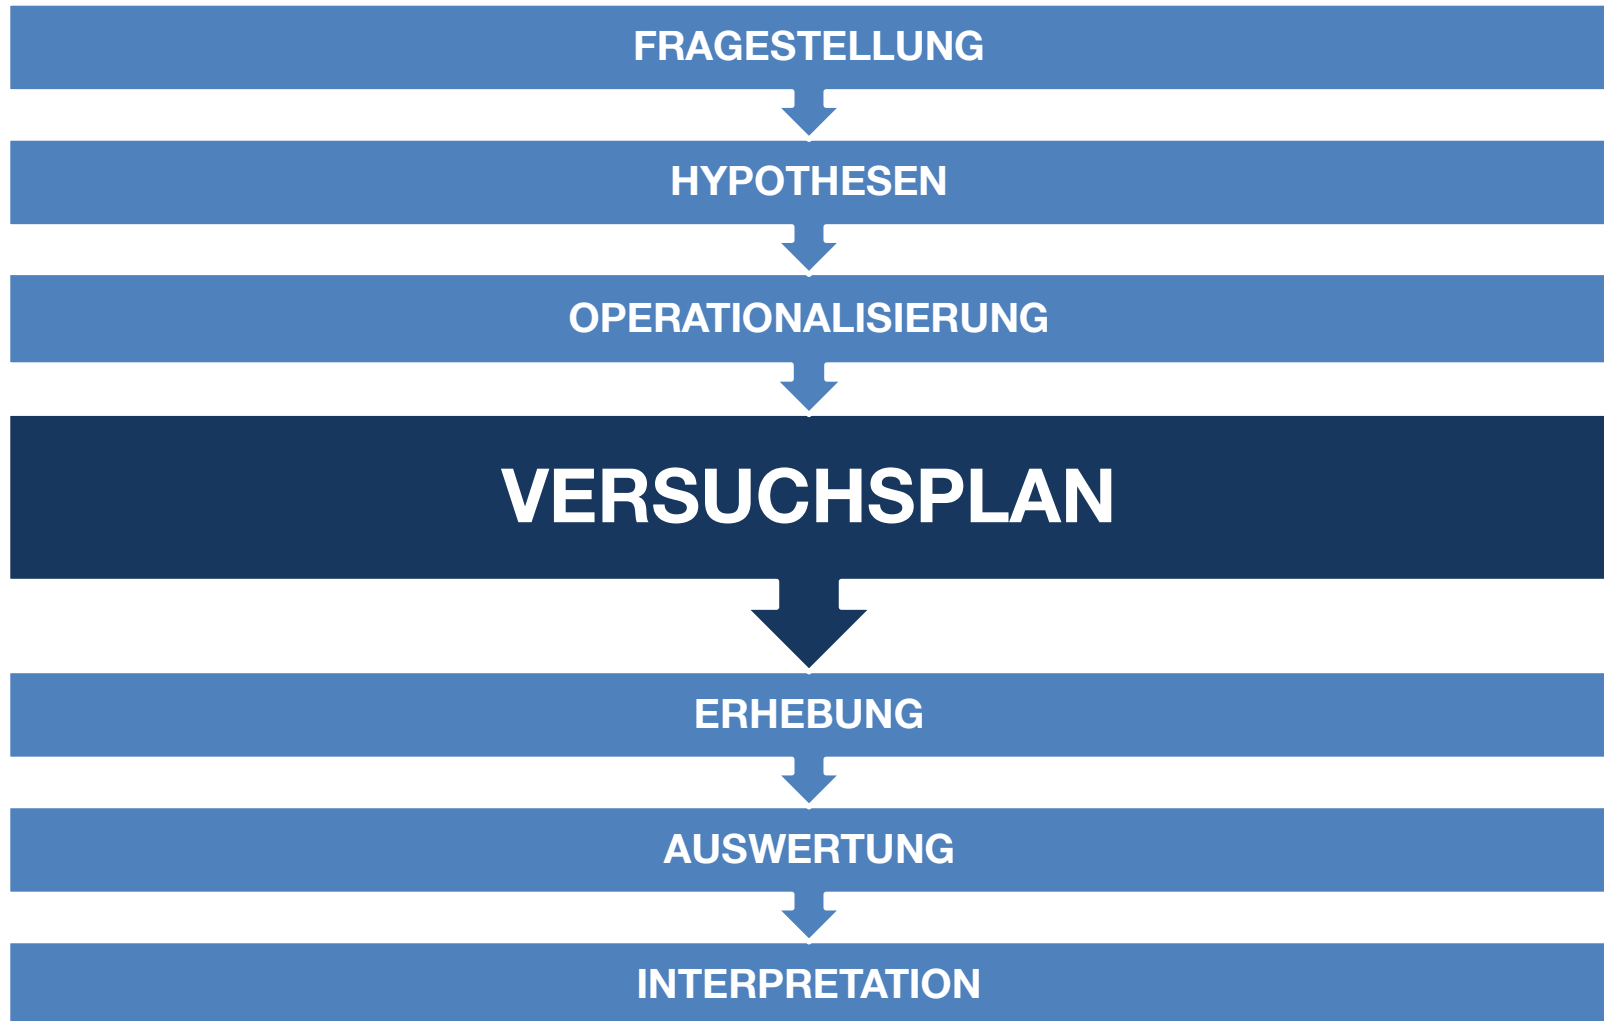 FRAGESTELLUNG
HYPOTHESEN
OPERATIONALISIERUNG
VERSUCHSPLAN
ERHEBUNG
AUSWERTUNG
INTERPRETATION